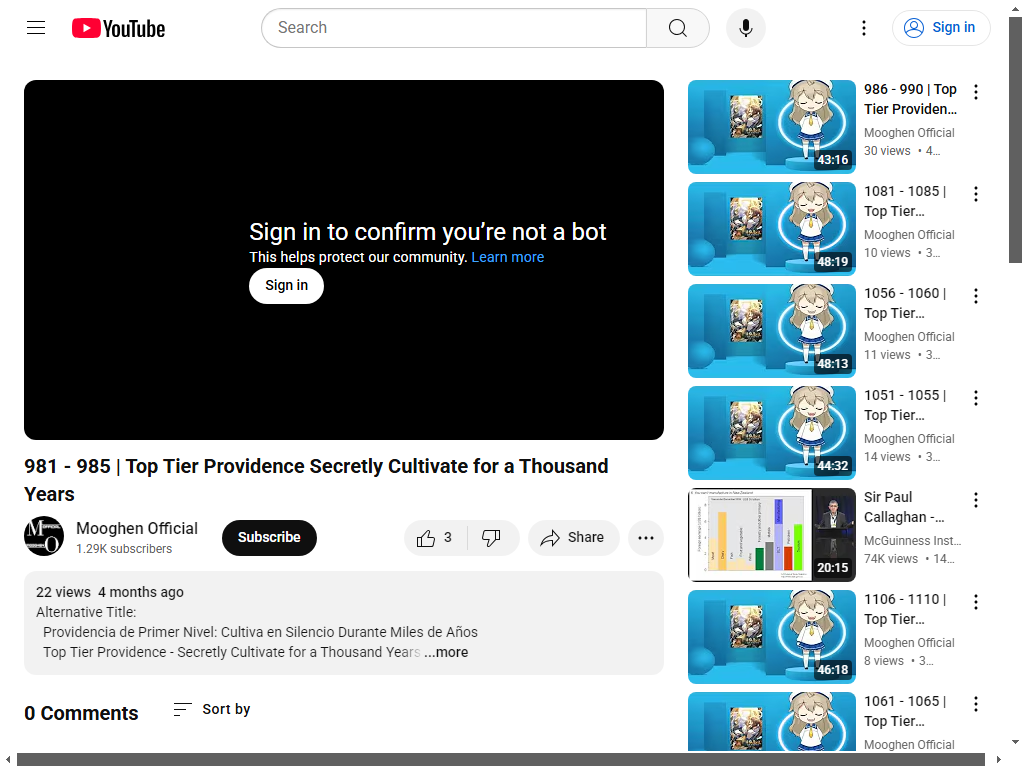 YouTube
Search
Sign in
Sign in to confirm you're not a bot
This helps protect our community. Learn more
Sign in
981 - 985 | Top Tier Providence Secretly Cultivate for a Thousand
Years
Mooghen Official
1.29K subscribers
Subscribe
3
Share
22 views 4 months ago
Alternative Title:
Providencia de Primer Nivel: Cultiva en Silencio Durante Miles de Años
Top Tier Providence - Secretly Cultivate for a Thousand Years ...more
0 Comments
Sort by
43:16
986 - 990 | Top
Tier Providen...
Mooghen Official
30 views • 4...
48:19
1081 - 1085 |
Top Tier...
Mooghen Official
10 views • 3...
48:13
1056 - 1060 |
Top Tier...
Mooghen Official
11 views • 3...
44:32
1051 - 1055 |
Top Tier...
Mooghen Official
14 views • 3...
20:15
Sir Paul
Callaghan -...
McGuinness Inst...
74K views • 14...
46:18
1106 - 1110 |
Top Tier...
Mooghen Official
8 views • 3...
1061 - 1065 |
Top Tier...
Mooghen Official